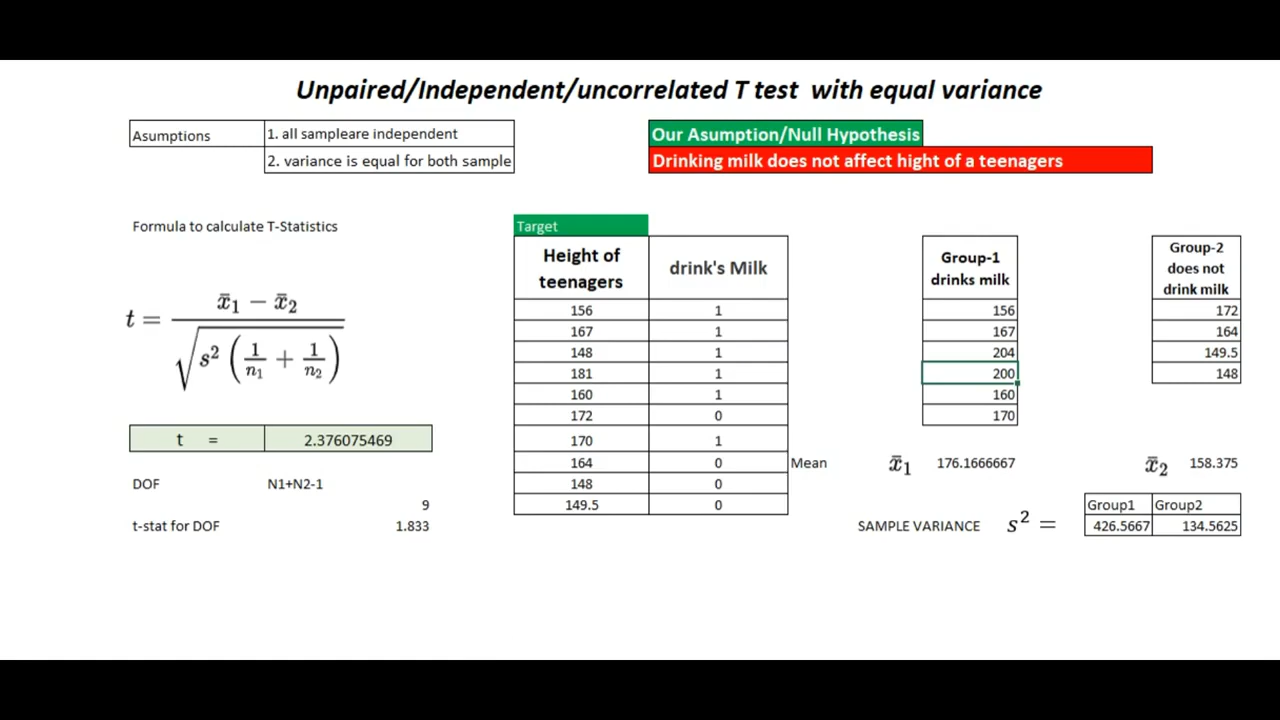 Unpaired/Independent/uncorrelated T test with equal variance
Asumptions 1. all sampleare independent
2. variance is equal for both sample
Our Asumption/Null Hypothesis
Drinking milk does not affect hight of a teenagers
Formula to calculate T-Statistics
t = x̄₁ − x̄₂ / √ s² ( 1/n₁ + 1/n₂ )
t = 2.376075469
DOF N1+N2-1
9
t-stat for DOF 1.833
Target
Height of teenagers drink's Milk
156 1
167 1
148 1
181 1
160 1
172 0
170 1
164 0
148 0
149.5 0
Group-1
drinks milk
156
167
204
200
160
170
Group-2
does not
drink milk
172
164
149.5
148
Mean x̄₁ 176.1666667 x̄₂ 158.375
Group1 Group2
SAMPLE VARIANCE s² = 426.5667 134.5625